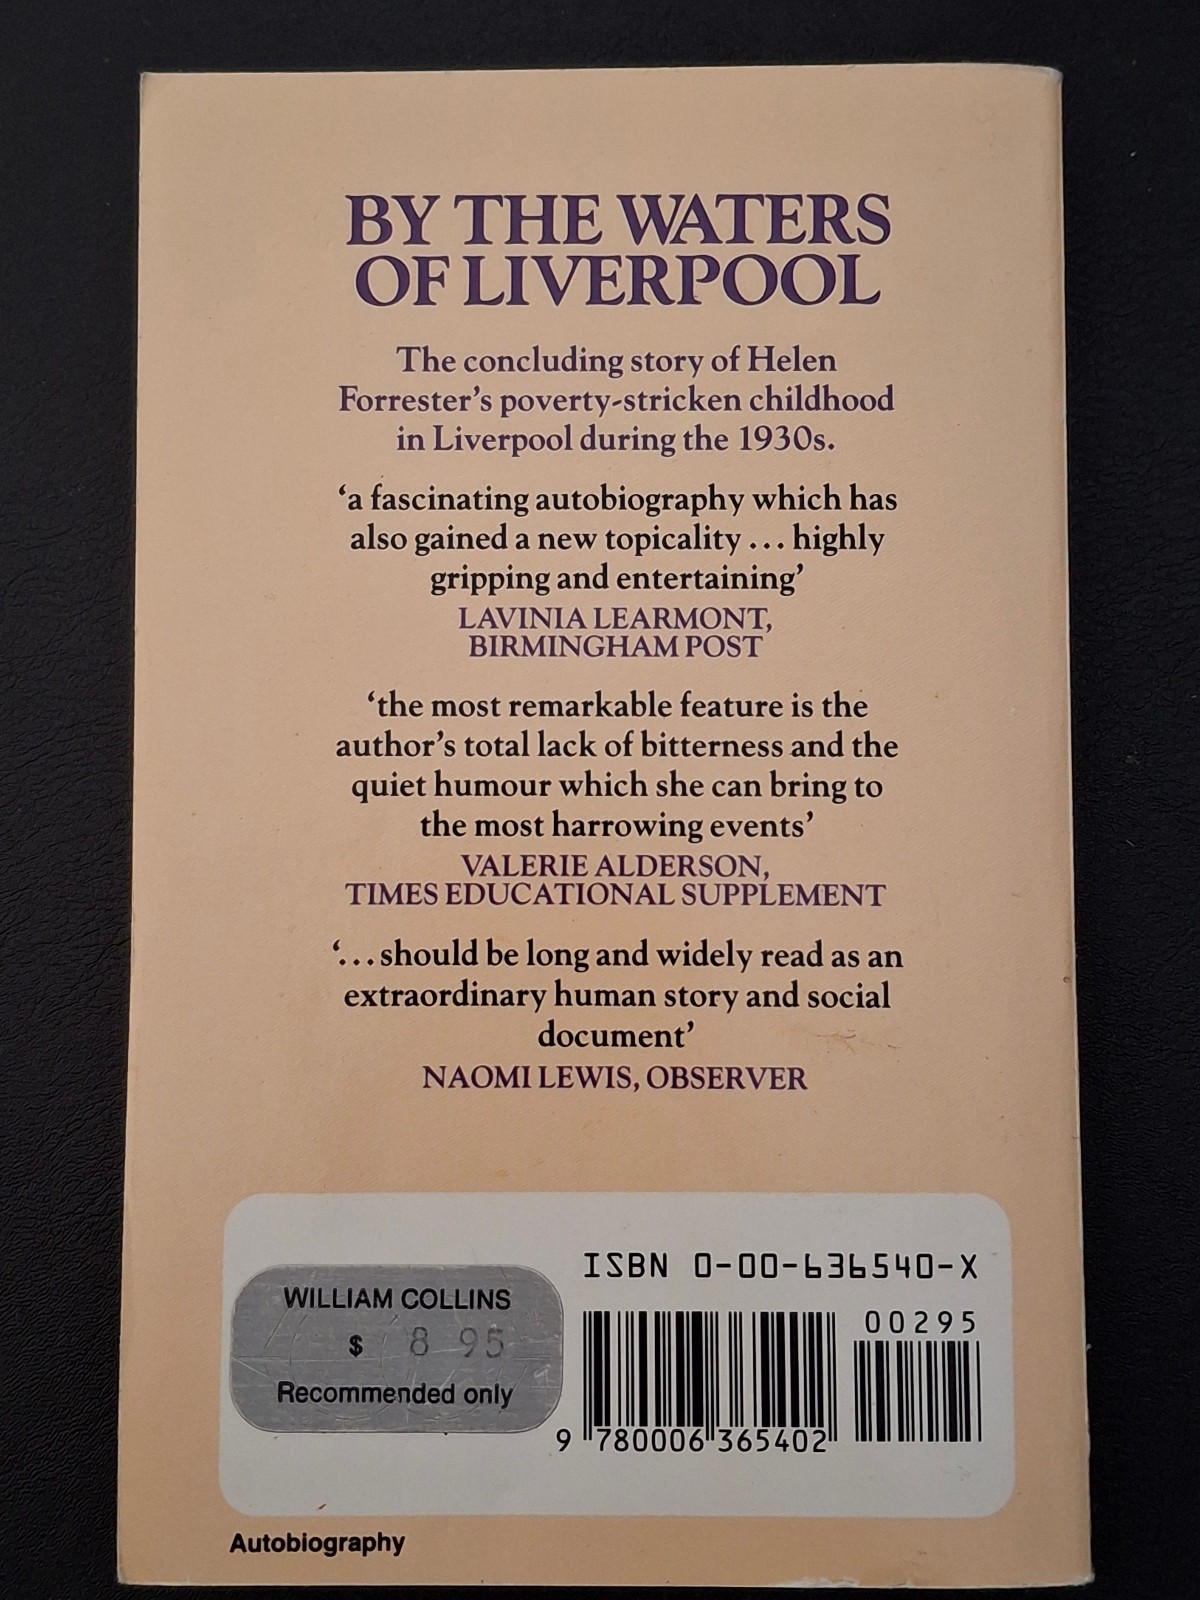 BY THE WATERS
OF LIVERPOOL
The concluding story of Helen
Forrester's poverty-stricken childhood
in Liverpool during the 1930s.
‘a fascinating autobiography which has
also gained a new topicality ... highly
gripping and entertaining’
LAVINIA LEARMONT,
BIRMINGHAM POST
‘the most remarkable feature is the
author's total lack of bitterness and the
quiet humour which she can bring to
the most harrowing events’
VALERIE ALDERSON,
TIMES EDUCATIONAL SUPPLEMENT
‘... should be long and widely read as an
extraordinary human story and social
document’
NAOMI LEWIS, OBSERVER
ISBN 0-00-636540-X
WILLIAM COLLINS
$ 8 95
Recommended only
00295
9 780006 365402
Autobiography